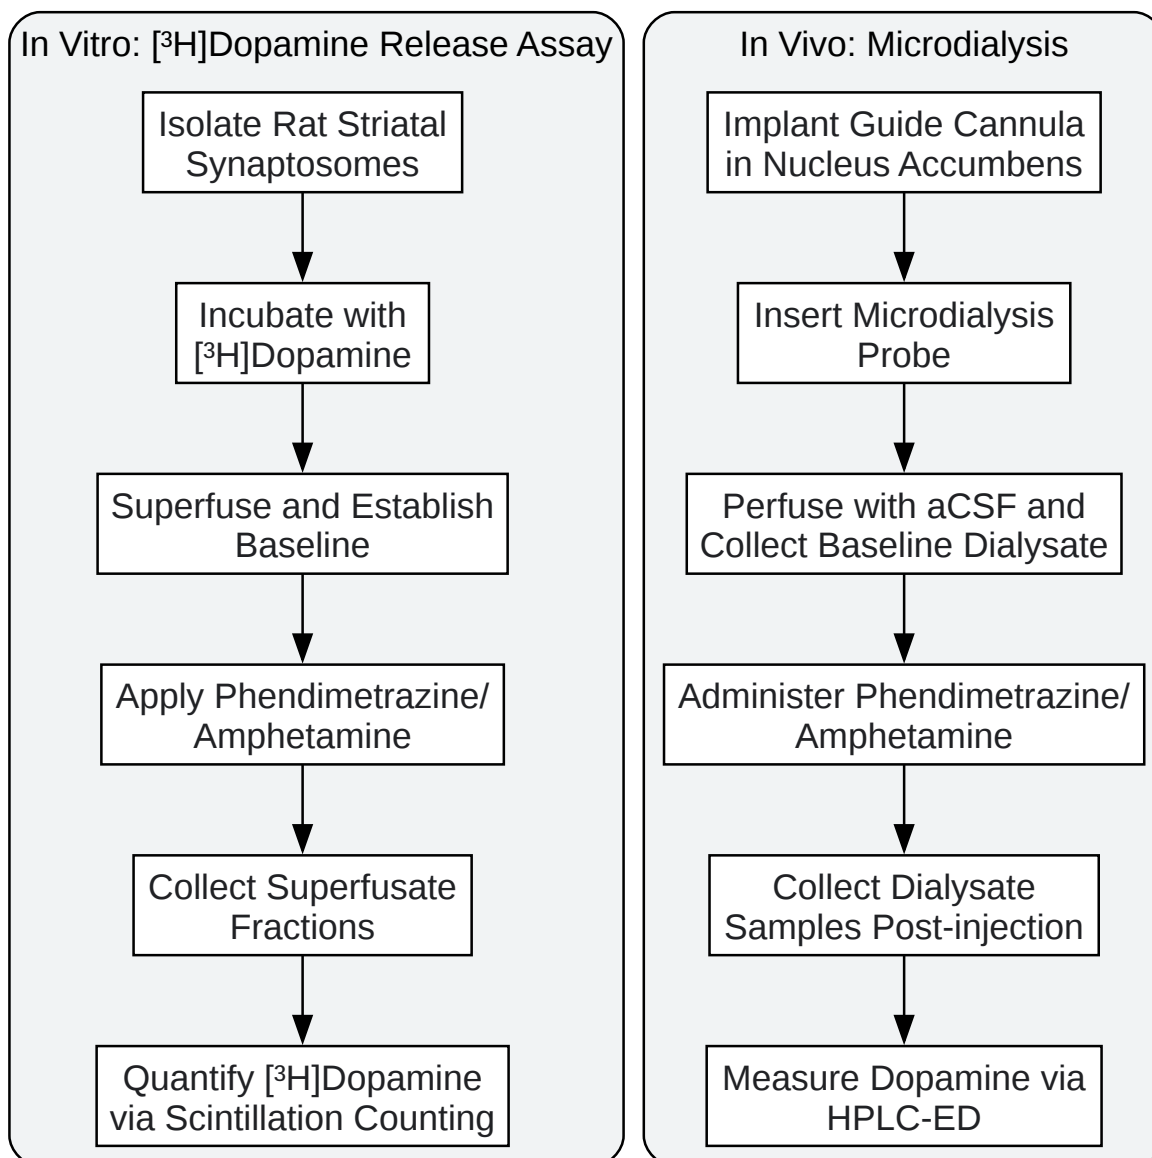 In Vitro: [³H]Dopamine Release Assay
Isolate Rat Striatal
Synaptosomes
Incubate with
[³H]Dopamine
Superfuse and Establish
Baseline
Apply Phendimetrazine/
Amphetamine
Collect Superfusate
Fractions
Quantify [³H]Dopamine
via Scintillation Counting
In Vivo: Microdialysis
Implant Guide Cannula
in Nucleus Accumbens
Insert Microdialysis
Probe
Perfuse with aCSF and
Collect Baseline Dialysate
Administer Phendimetrazine/
Amphetamine
Collect Dialysate
Samples Post-injection
Measure Dopamine via
HPLC-ED